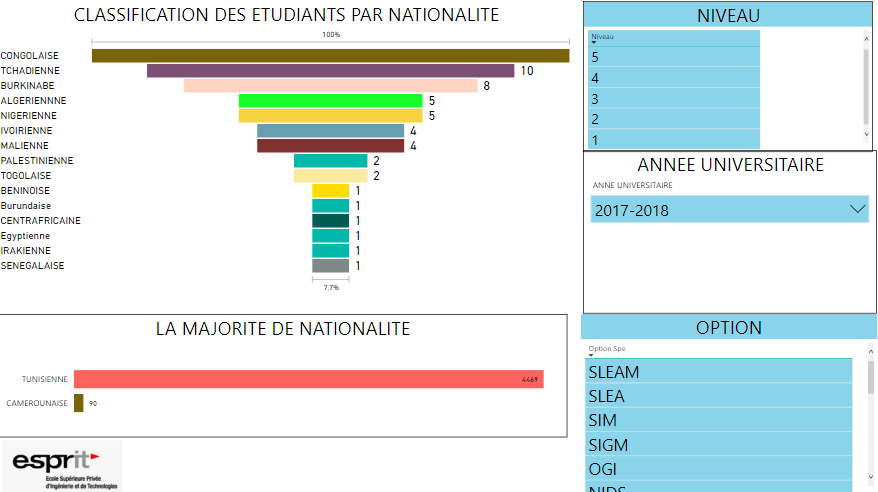 CLASSIFICATION DES ETUDIANTS PAR NATIONALITE
100%
CONGOLAISE
TCHADIENNE 10
BURKINABE 8
ALGERIENNNE 5
NIGERIENNE 5
IVOIRIENNE 4
MALIENNE 4
PALESTINIENNE 2
TOGOLAISE 2
BENINOISE 1
Burundaise 1
CENTRAFRICAINE 1
Egyptienne 1
IRAKIENNE 1
SENEGALAISE 1
7,7%
LA MAJORITE DE NATIONALITE
TUNISIENNE 4469
CAMEROUNAISE 90
esprit
Ecole Supérieure Privée
d'Ingénierie et de Technologies
NIVEAU
Niveau
5
4
3
2
1
ANNEE UNIVERSITAIRE
ANNE UNIVERSITAIRE
2017-2018
OPTION
Option Spe
SLEAM
SLEA
SIM
SIGM
OGI
NIDS